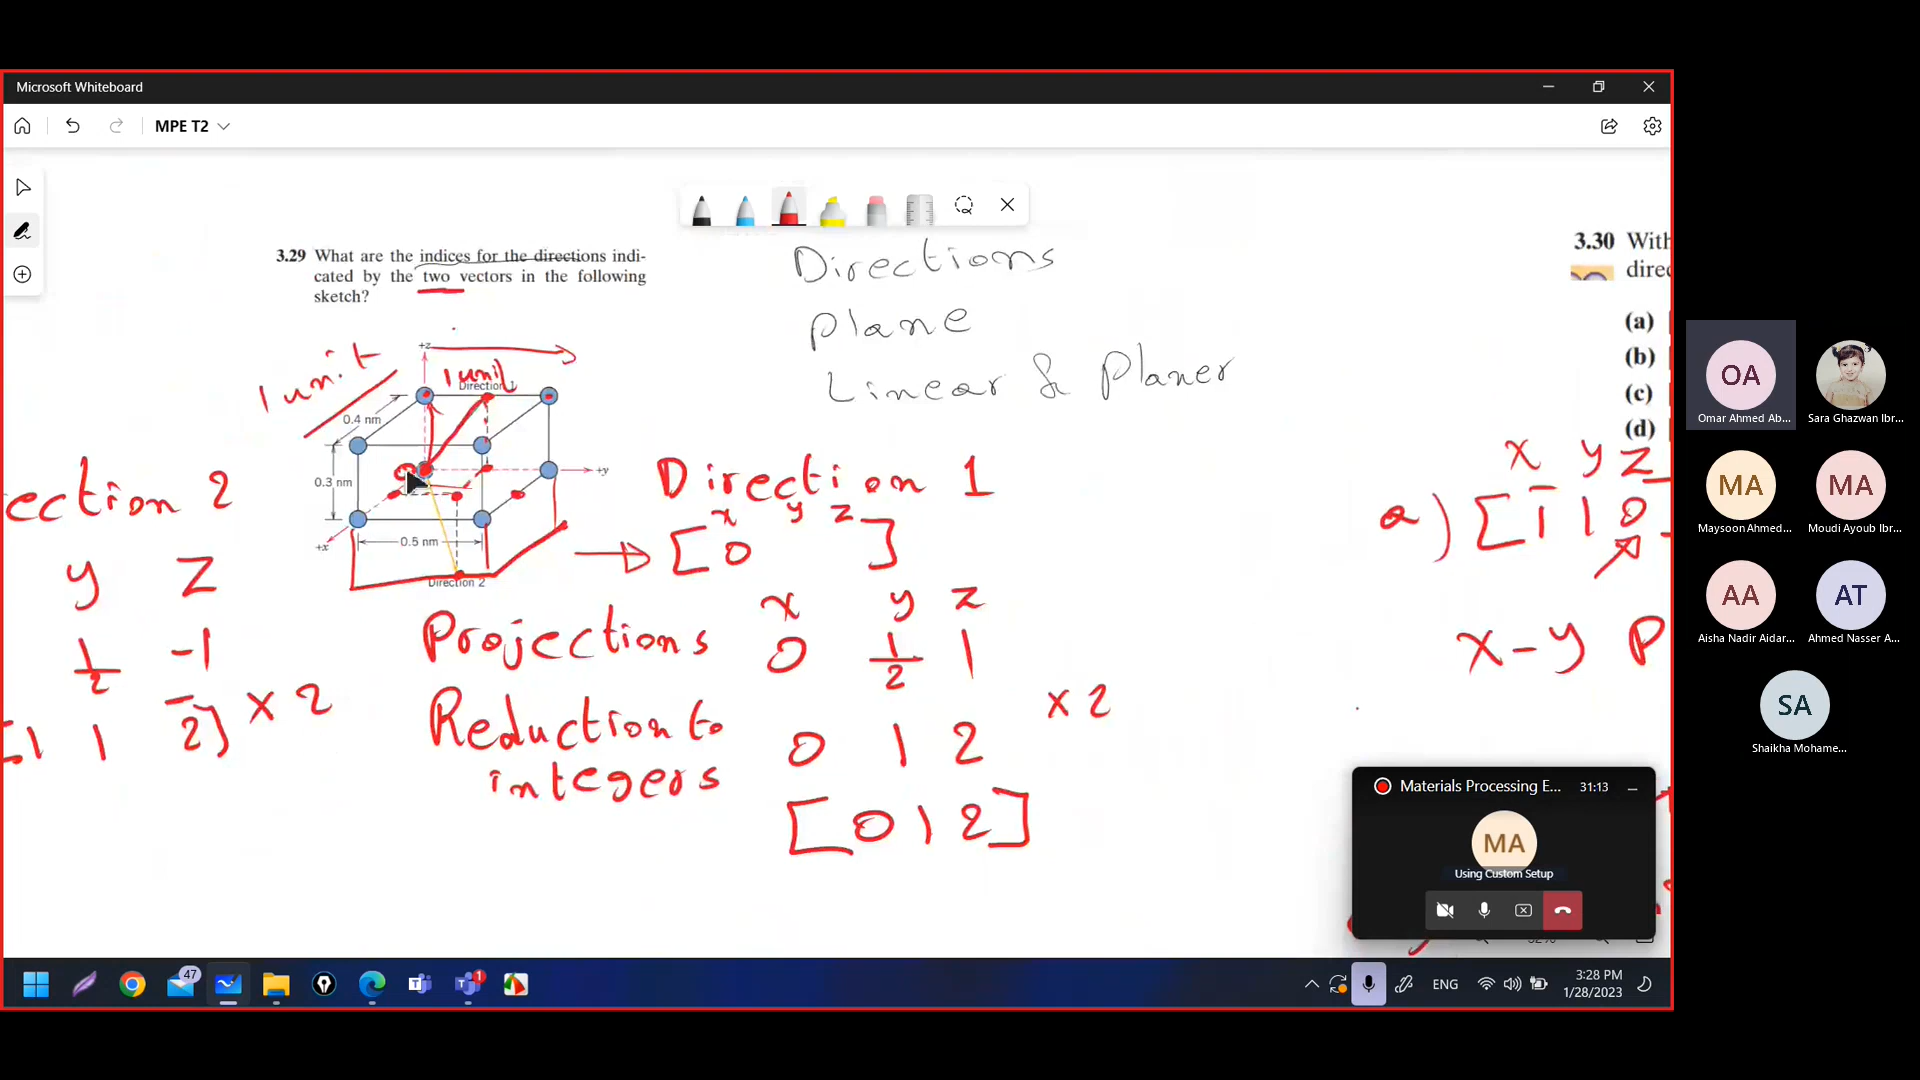 Microsoft Whiteboard
MPE T2
3.29 What are the indices for the directions indi-
cated by the two vectors in the following
sketch?
Directions
Plane
Linear & Planer
3.30 With
direc
(a)
(b)
(c)
(d)
+z
1 unit
1 unit
Direction 1
0.4 nm
0.3 nm
+y
+x
0.5 nm
Direction 2
ection 2
y z
1/2 -1
1 1 2̅] x 2
Direction 1
x y z
[0 ]
Projections
x y z
0 1/2 1
Reduction to
integers
0 1 2
x 2
[0 1 2]
x y z
a) [1̅ 1 0
x-y P
OA
Omar Ahmed Ab...
Sara Ghazwan Ibr...
MA
Maysoon Ahmed...
MA
Moudi Ayoub Ibr...
AA
Aisha Nadir Aidar...
AT
Ahmed Nasser A...
SA
Shaikha Mohame...
Materials Processing E... 31:13
MA
Using Custom Setup
47
1
ENG
3:28 PM
1/28/2023